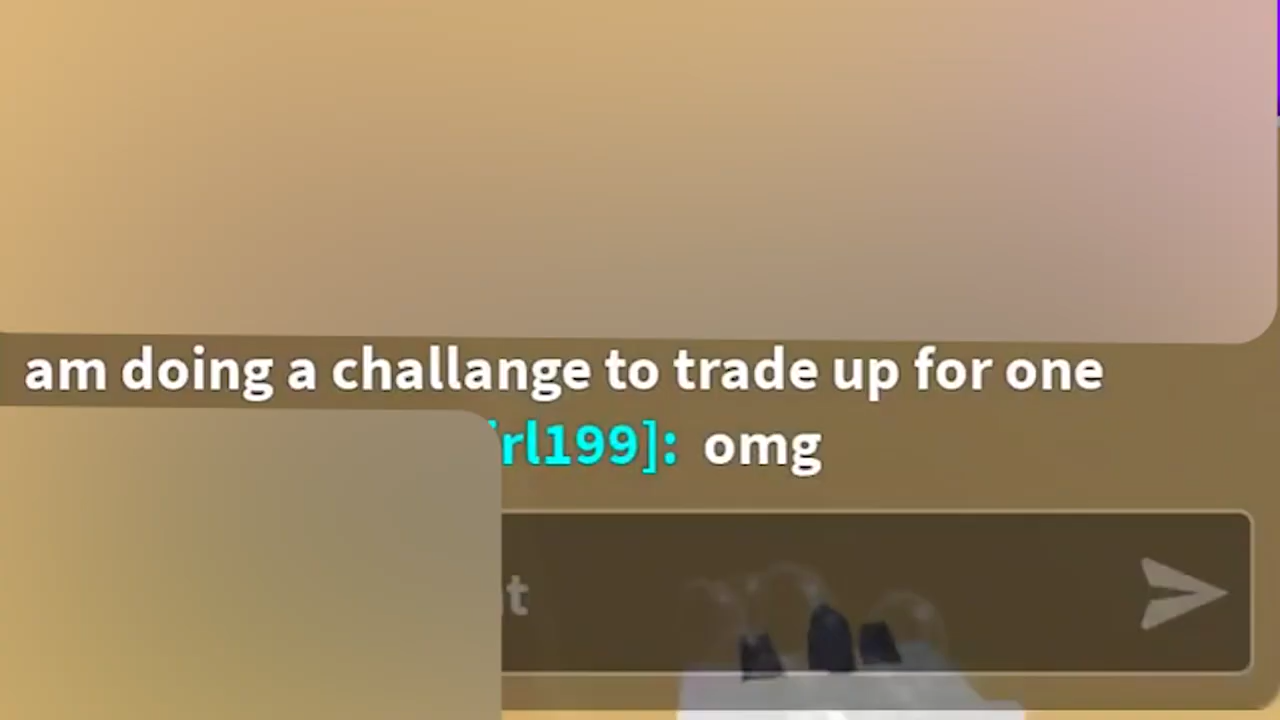 am doing a challange to trade up for one
rl199]: omg
t